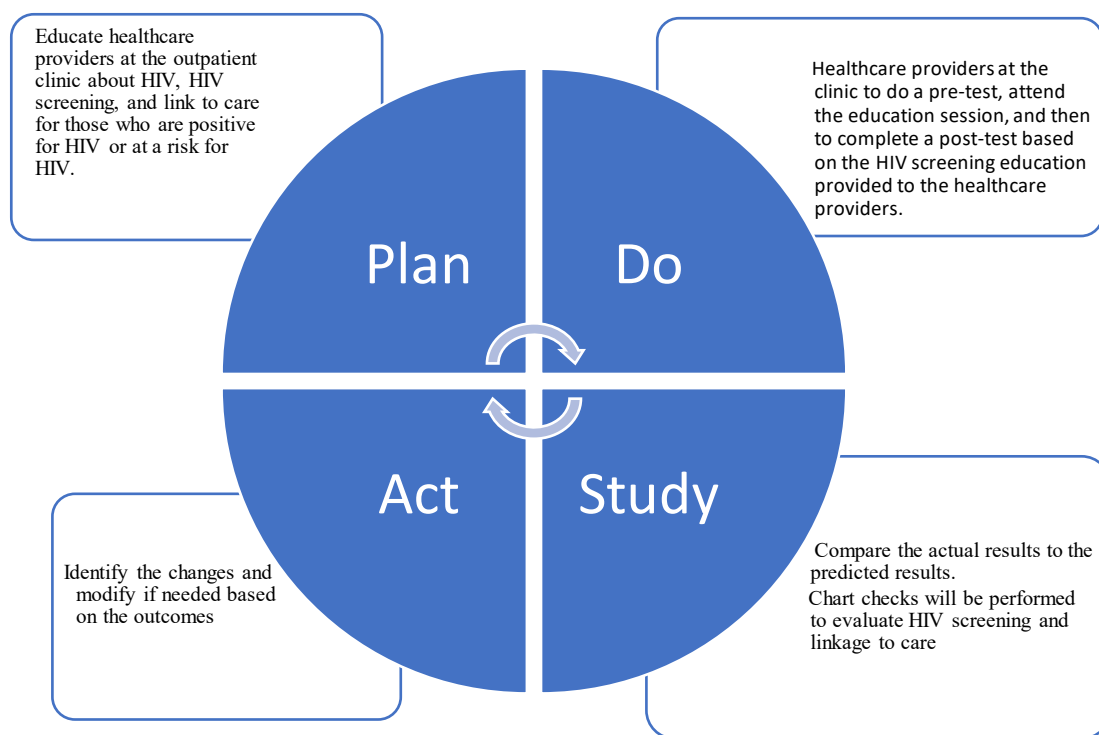 Educate healthcare
providers at the outpatient
clinic about HIV, HIV
screening, and link to care
for those who are positive
for HIV or at a risk for
HIV.
Healthcare providers at the
clinic to do a pre-test, attend
the education session, and then
to complete a post-test based
on the HIV screening education
provided to the healthcare
providers.
Plan
Do
Act
Study
Identify the changes and
modify if needed based
on the outcomes
Compare the actual results to the
predicted results.
Chart checks will be performed
to evaluate HIV screening and
linkage to care